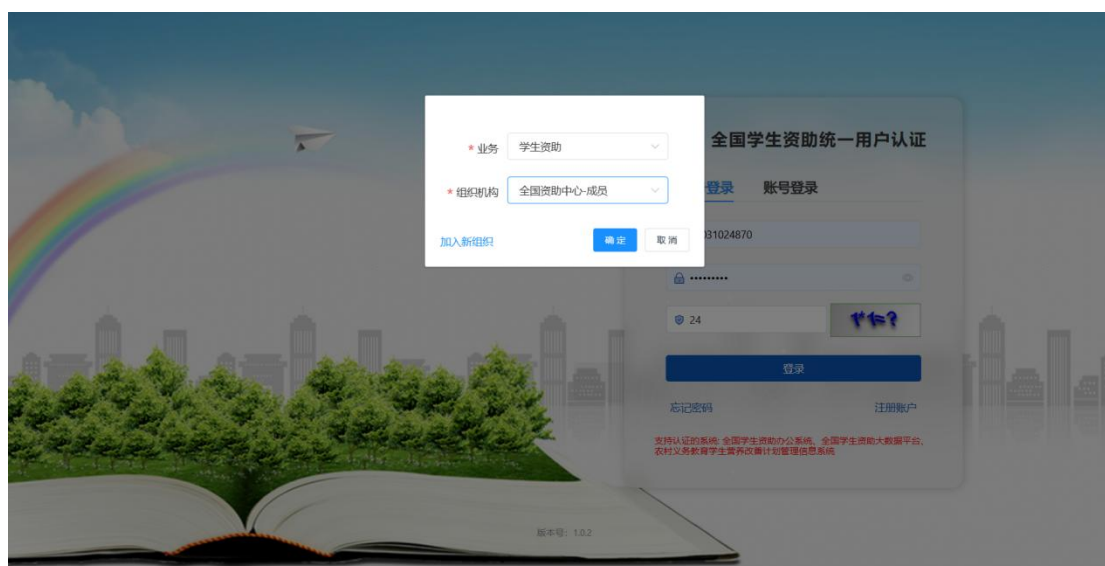 * 业务 学生资助
* 组织机构 全国资助中心-成员
加入新组织 确 定 取 消
全国学生资助统一用户认证
登录 账号登录
031024870
•••••••••
24
登录
忘记密码 注册账户
支持认证的系统: 全国学生资助办公系统、全国学生资助大数据平台、
农村义务教育学生营养改善计划管理信息系统
版本号：1.0.2